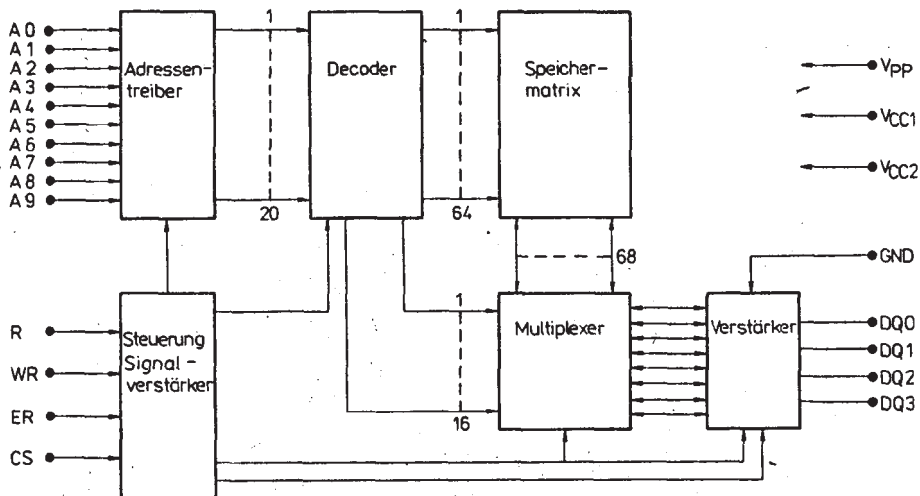 A0
A1
A2
A3
A4
A5
A6
A7
A8
A9
Adressen-
treiber
1
20
Decoder
1
64
Speicher-
matrix
VPP
VCC1
VCC2
68
GND
R
WR
ER
CS
Steuerung
Signal-
verstärker
1
16
Multiplexer
Verstärker
DQ0
DQ1
DQ2
DQ3